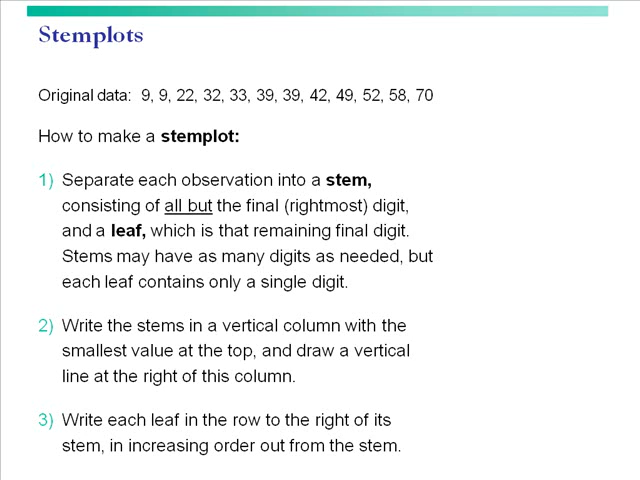 Stemplots
Original data: 9, 9, 22, 32, 33, 39, 39, 42, 49, 52, 58, 70
How to make a stemplot:
1) Separate each observation into a stem,
consisting of all but the final (rightmost) digit,
and a leaf, which is that remaining final digit.
Stems may have as many digits as needed, but
each leaf contains only a single digit.
2) Write the stems in a vertical column with the
smallest value at the top, and draw a vertical
line at the right of this column.
3) Write each leaf in the row to the right of its
stem, in increasing order out from the stem.